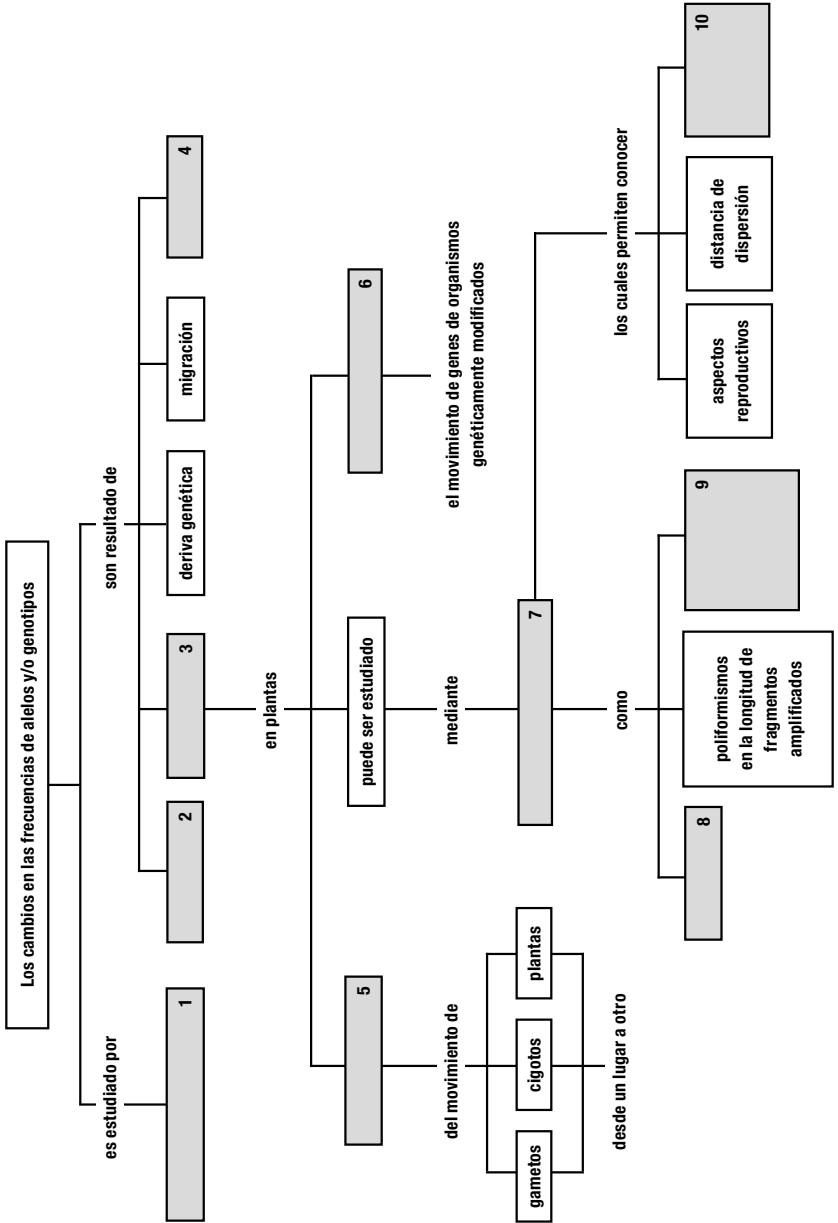 Los cambios en las frecuencias de alelos y/o genotipos
es estudiado por
son resultado de
1
2
3
deriva genética
migración
4
en plantas
5
puede ser estudiado
6
del movimiento de
mediante
el movimiento de genes de organismos
genéticamente modificados
gametos
cigotos
plantas
7
desde un lugar a otro
como
los cuales permiten conocer
8
poliformismos
en la longitud de
fragmentos
amplificados
9
aspectos
reproductivos
distancia de
dispersión
10